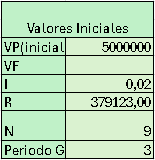 Valores Iniciales
VP(inicial 5000000
VF
I 0,02
R 379123,00
N 9
Periodo G 3